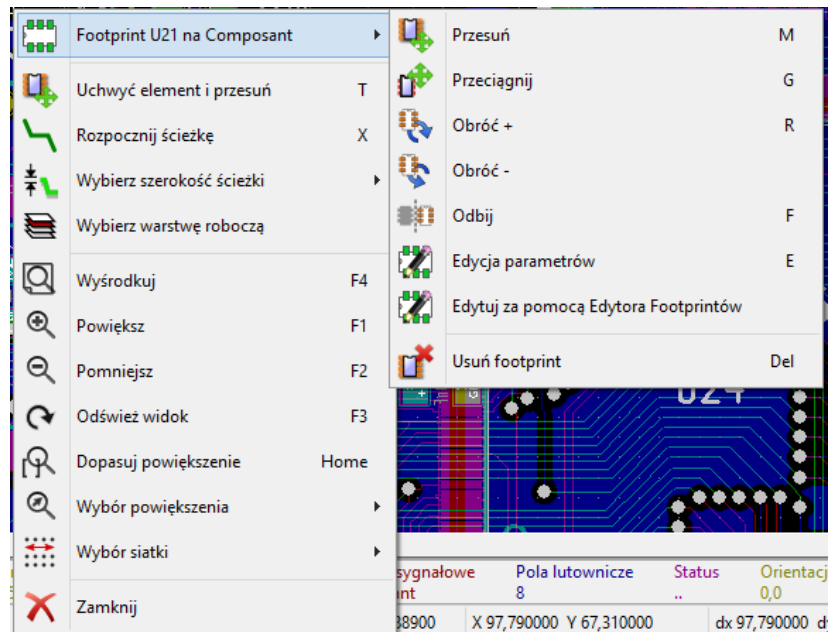 Footprint U21 na Composant
Uchwyć element i przesuń T
Rozpocznij ścieżkę X
Wybierz szerokość ścieżki
Wybierz warstwę roboczą
Wyśrodkuj F4
Powiększ F1
Pomniejsz F2
Odśwież widok F3
Dopasuj powiększenie Home
Wybór powiększenia
Wybór siatki
Zamknij
Przesuń M
Przeciągnij G
Obróć + R
Obróć -
Odbij F
Edycja parametrów E
Edytuj za pomocą Edytora Footprintów
Usuń footprint Del
sygnałowe Pola lutownicze Status Orientacj
8 .. 0,0
38900 X 97,790000 Y 67,310000 dx 97,790000